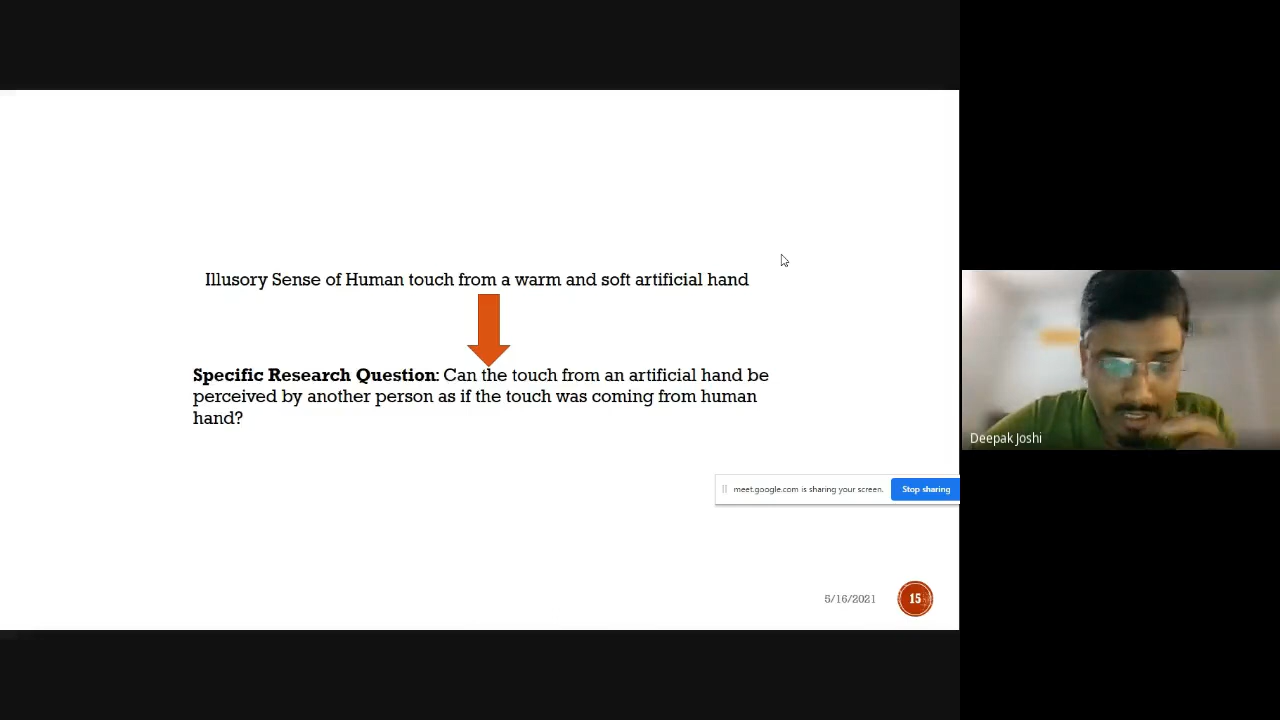 Illusory Sense of Human touch from a warm and soft artificial hand
Specific Research Question: Can the touch from an artificial hand be
perceived by another person as if the touch was coming from human
hand?
Deepak Joshi
meet.google.com is sharing your screen.
Stop sharing
5/16/2021
15